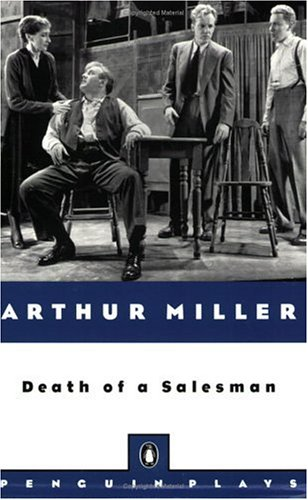 ARTHUR MILLER
Death of a Salesman
PENGUIN PLAYS